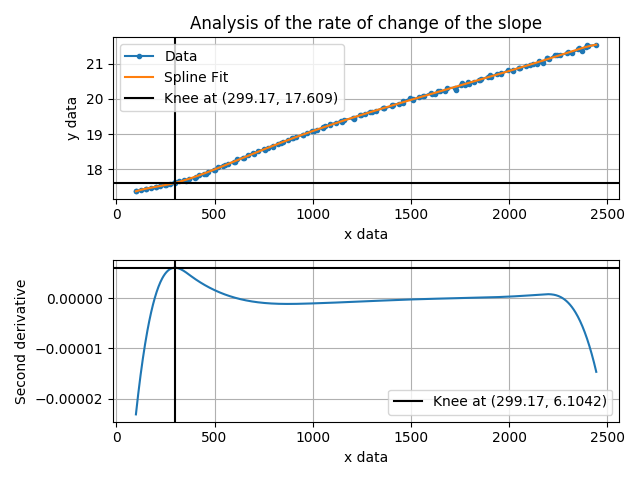 Analysis of the rate of change of the slope
Data
Spline Fit
Knee at (299.17, 17.609)
y data
21
20
19
18
0
500
1000
1500
2000
2500
x data
Second derivative
0.00000
−0.00001
−0.00002
Knee at (299.17, 6.1042)
0
500
1000
1500
2000
2500
x data